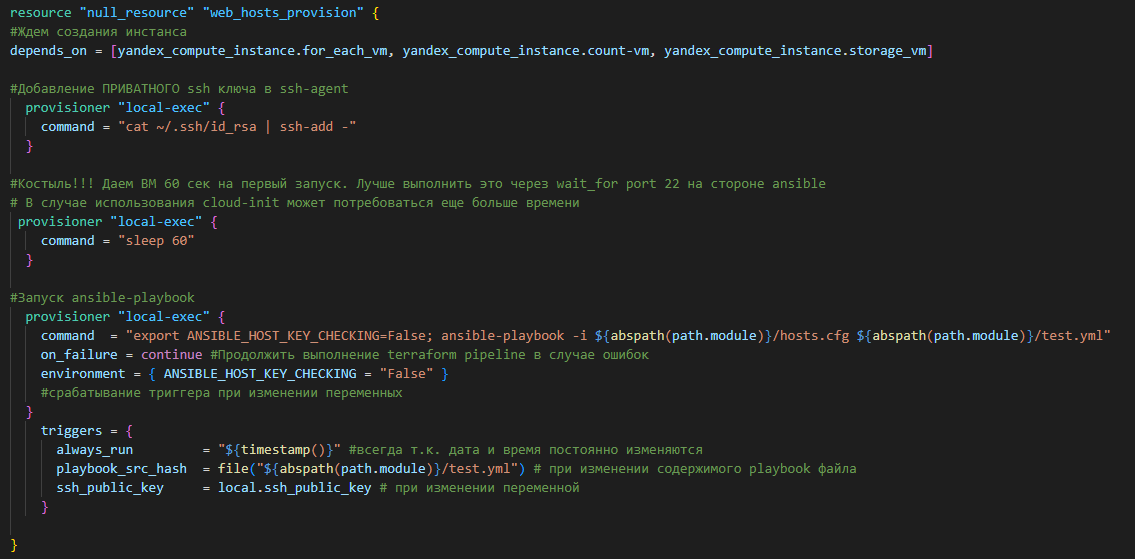 resource "null_resource" "web_hosts_provision" {
#Ждем создания инстанса
depends_on = [yandex_compute_instance.for_each_vm, yandex_compute_instance.count-vm, yandex_compute_instance.storage_vm]
#Добавление ПРИВАТНОГО ssh ключа в ssh-agent
provisioner "local-exec" {
command = "cat ~/.ssh/id_rsa | ssh-add -"
}
#Костыль!!! Даем ВМ 60 сек на первый запуск. Лучше выполнить это через wait_for port 22 на стороне ansible
# В случае использования cloud-init может потребоваться еще больше времени
provisioner "local-exec" {
command = "sleep 60"
}
#Запуск ansible-playbook
provisioner "local-exec" {
command  = "export ANSIBLE_HOST_KEY_CHECKING=False; ansible-playbook -i ${abspath(path.module)}/hosts.cfg ${abspath(path.module)}/test.yml"
on_failure = continue #Продолжить выполнение terraform pipeline в случае ошибок
environment = { ANSIBLE_HOST_KEY_CHECKING = "False" }
#срабатывание триггера при изменении переменных
}
triggers = {
always_run         = "${timestamp()}" #всегда т.к. дата и время постоянно изменяются
playbook_src_hash  = file("${abspath(path.module)}/test.yml") # при изменении содержимого playbook файла
ssh_public_key     = local.ssh_public_key # при изменении переменной
}
}